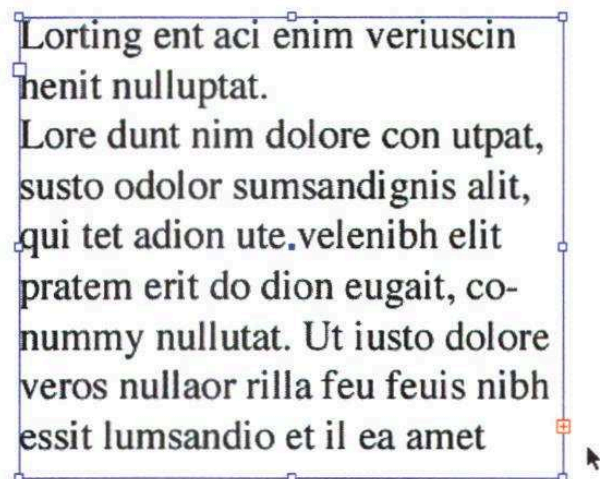 Lorting ent aci enim veriuscin
henit nulluptat.
Lore dunt nim dolore con utpat,
susto odolor sumsandignis alit,
qui tet adion ute velenibh elit
pratem erit do dion eugait, co-
nummy nullutat. Ut iusto dolore
veros nullaor rilla feu feuis nibh
essit lumsandio et il ea amet